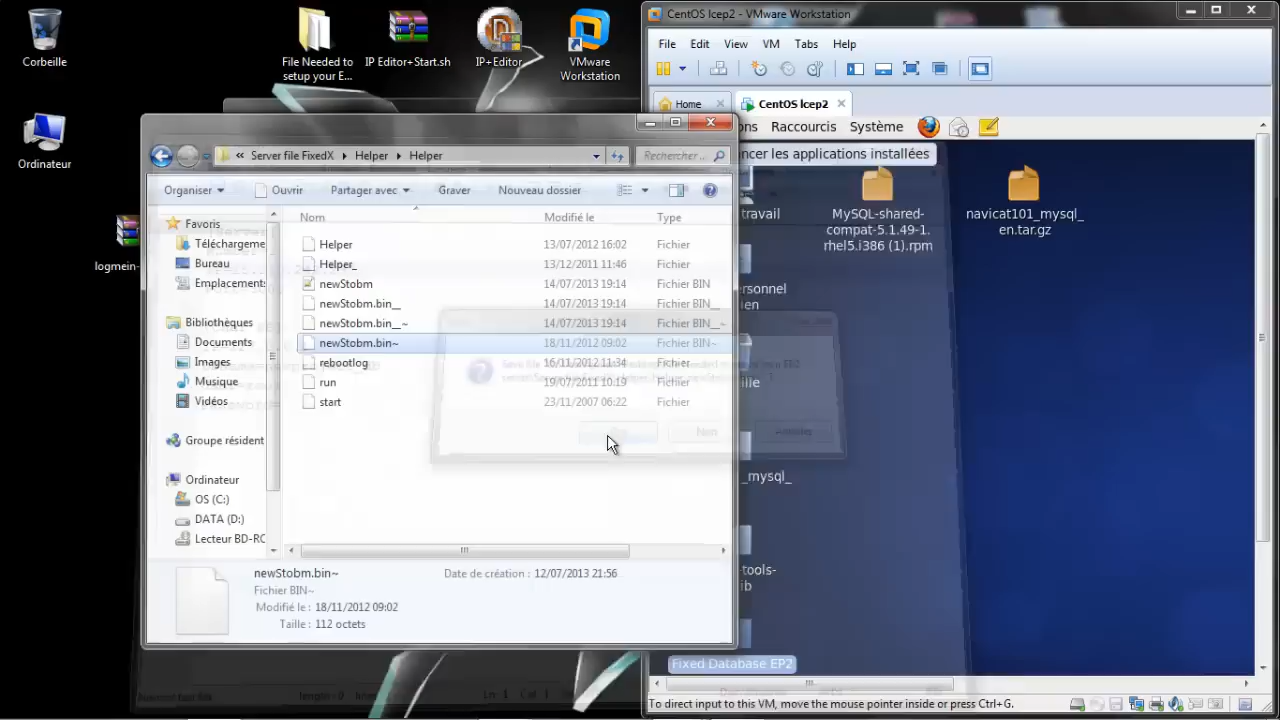 Corbeille
File Needed to
setup your E...
IP Editor+Start.sh
IP+Editor
VMware
Workstation
Ordinateur
logmein-
Server file FixedX
Helper
Helper
Rechercher ...
Organiser
Ouvrir
Partager avec
Graver
Nouveau dossier
Favoris
Téléchargeme
Bureau
Emplacements
Bibliothèques
Documents
Images
Musique
Vidéos
Groupe résident
Ordinateur
OS (C:)
DATA (D:)
Lecteur BD-RC
Nom Modifié le Type
Helper 13/07/2012 16:02 Fichier
Helper_ 13/12/2011 11:46 Fichier
newStobm 14/07/2013 19:14 Fichier BIN
newStobm.bin__ 14/07/2013 19:14 Fichier BIN__
newStobm.bin__~ 14/07/2013 19:14 Fichier BIN__~
newStobm.bin~ 18/11/2012 09:02 Fichier BIN~
rebootlog 16/11/2012 11:34 Fichier
run 19/07/2011 10:19 Fichier
start 23/11/2007 06:22 Fichier
newStobm.bin~ Date de création : 12/07/2013 21:56
Fichier BIN~
Modifié le : 18/11/2012 09:02
Taille : 112 octets
CentOS Icep2 - VMware Workstation
File Edit View VM Tabs Help
Home
CentOS Icep2
ons Raccourcis Système
ncer les applications installées
travail
MySQL-shared-
compat-5.1.49-1.
rhel5.i386 (1).rpm
navicat101_mysql_
en.tar.gz
ersonnel
ien
ille
_mysql_
-tools-
ib
Fixed Database EP2
To direct input to this VM, move the mouse pointer inside or press Ctrl+G.